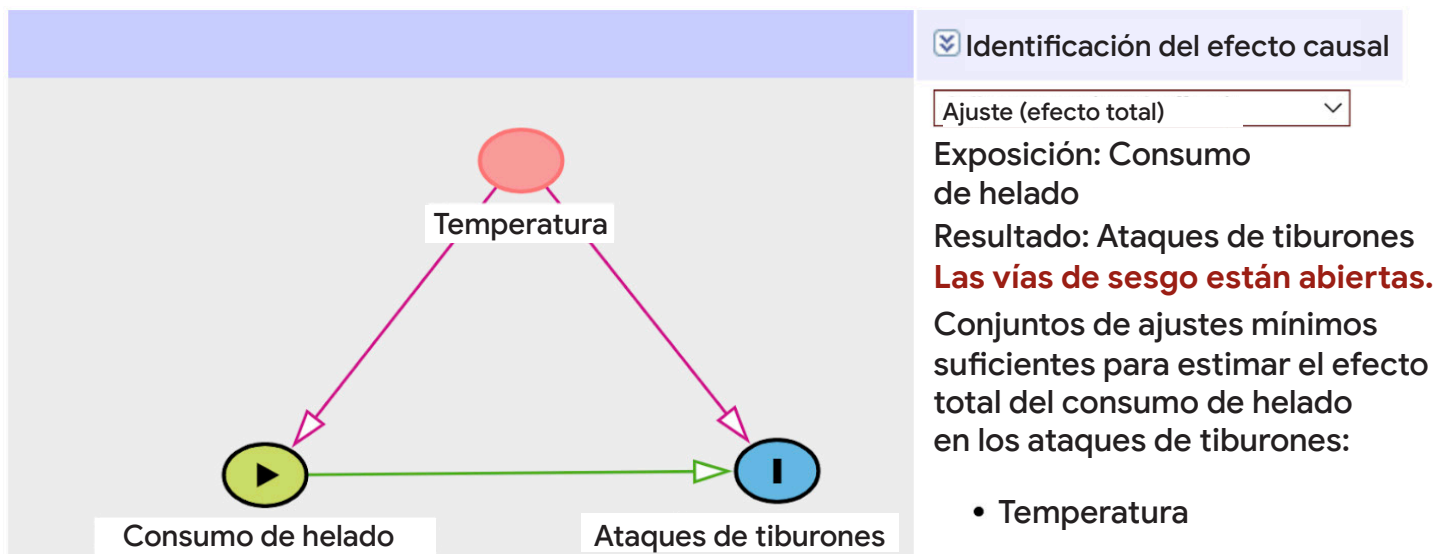 Temperatura
Consumo de helado
Ataques de tiburones
Identificación del efecto causal
Ajuste (efecto total)
Exposición: Consumo
de helado
Resultado: Ataques de tiburones
Las vías de sesgo están abiertas.
Conjuntos de ajustes mínimos
suficientes para estimar el efecto
total del consumo de helado
en los ataques de tiburones:
• Temperatura